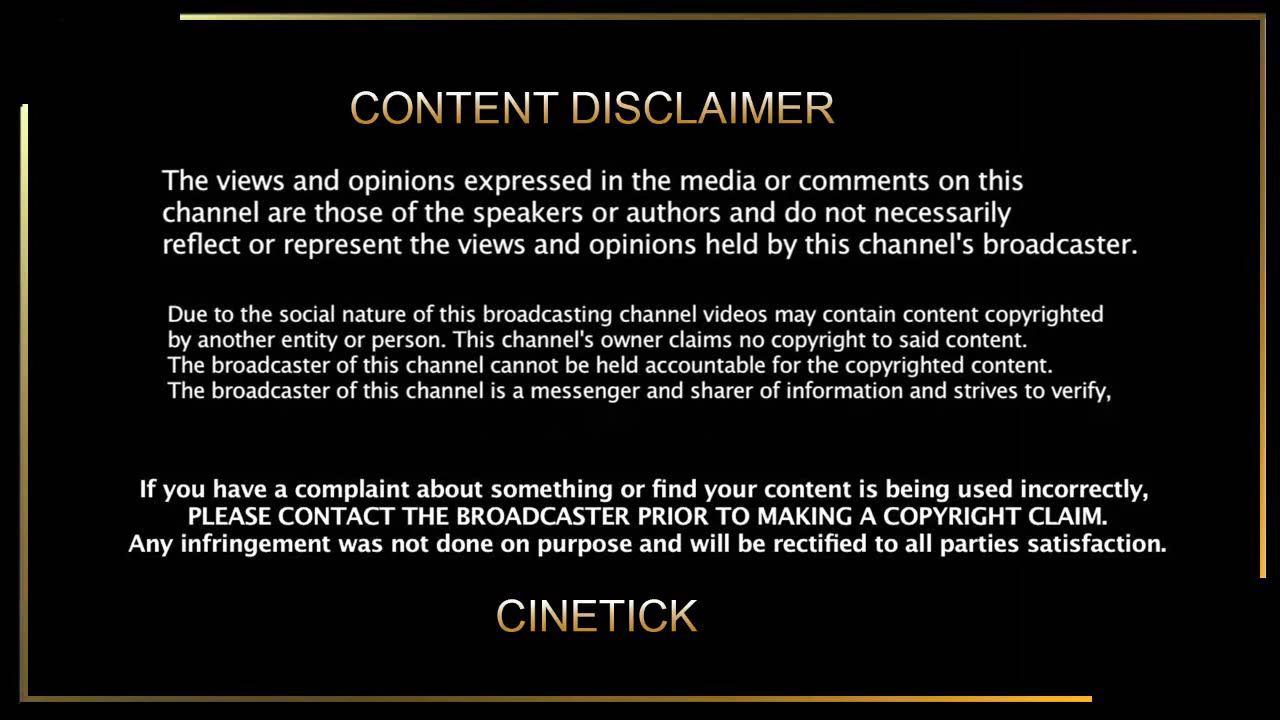 CONTENT DISCLAIMER
The views and opinions expressed in the media or comments on this
channel are those of the speakers or authors and do not necessarily
reflect or represent the views and opinions held by this channel's broadcaster.
Due to the social nature of this broadcasting channel videos may contain content copyrighted
by another entity or person. This channel's owner claims no copyright to said content.
The broadcaster of this channel cannot be held accountable for the copyrighted content.
The broadcaster of this channel is a messenger and sharer of information and strives to verify,
If you have a complaint about something or find your content is being used incorrectly,
PLEASE CONTACT THE BROADCASTER PRIOR TO MAKING A COPYRIGHT CLAIM.
Any infringement was not done on purpose and will be rectified to all parties satisfaction.
CINETICK